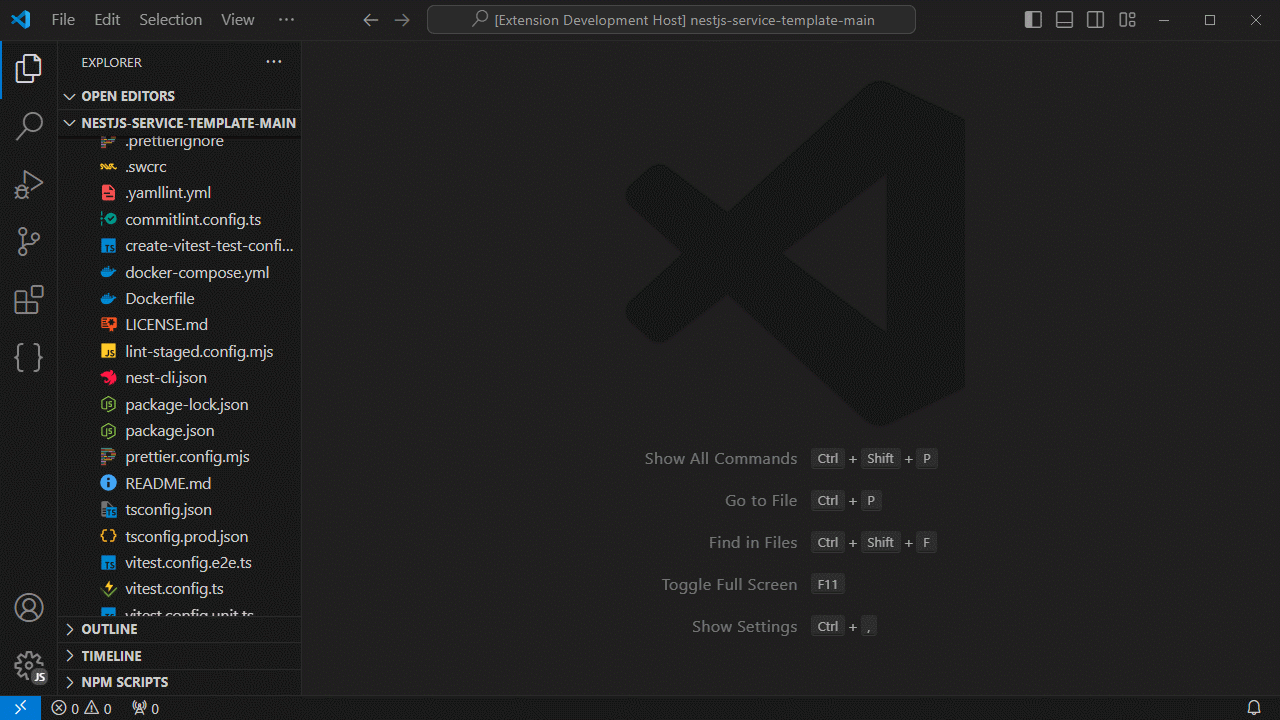 File Edit Selection View ···
[Extension Development Host] nestjs-service-template-main
EXPLORER
OPEN EDITORS
NESTJS-SERVICE-TEMPLATE-MAIN
.prettierignore
.swcrc
.yamllint.yml
commitlint.config.ts
create-vitest-test-confi...
docker-compose.yml
Dockerfile
LICENSE.md
lint-staged.config.mjs
nest-cli.json
package-lock.json
package.json
prettier.config.mjs
README.md
tsconfig.json
tsconfig.prod.json
vitest.config.e2e.ts
vitest.config.ts
vitest.config.unit.ts
OUTLINE
TIMELINE
NPM SCRIPTS
Show All Commands Ctrl + Shift + P
Go to File Ctrl + P
Find in Files Ctrl + Shift + F
Toggle Full Screen F11
Show Settings Ctrl + ,
JS
0 0 0